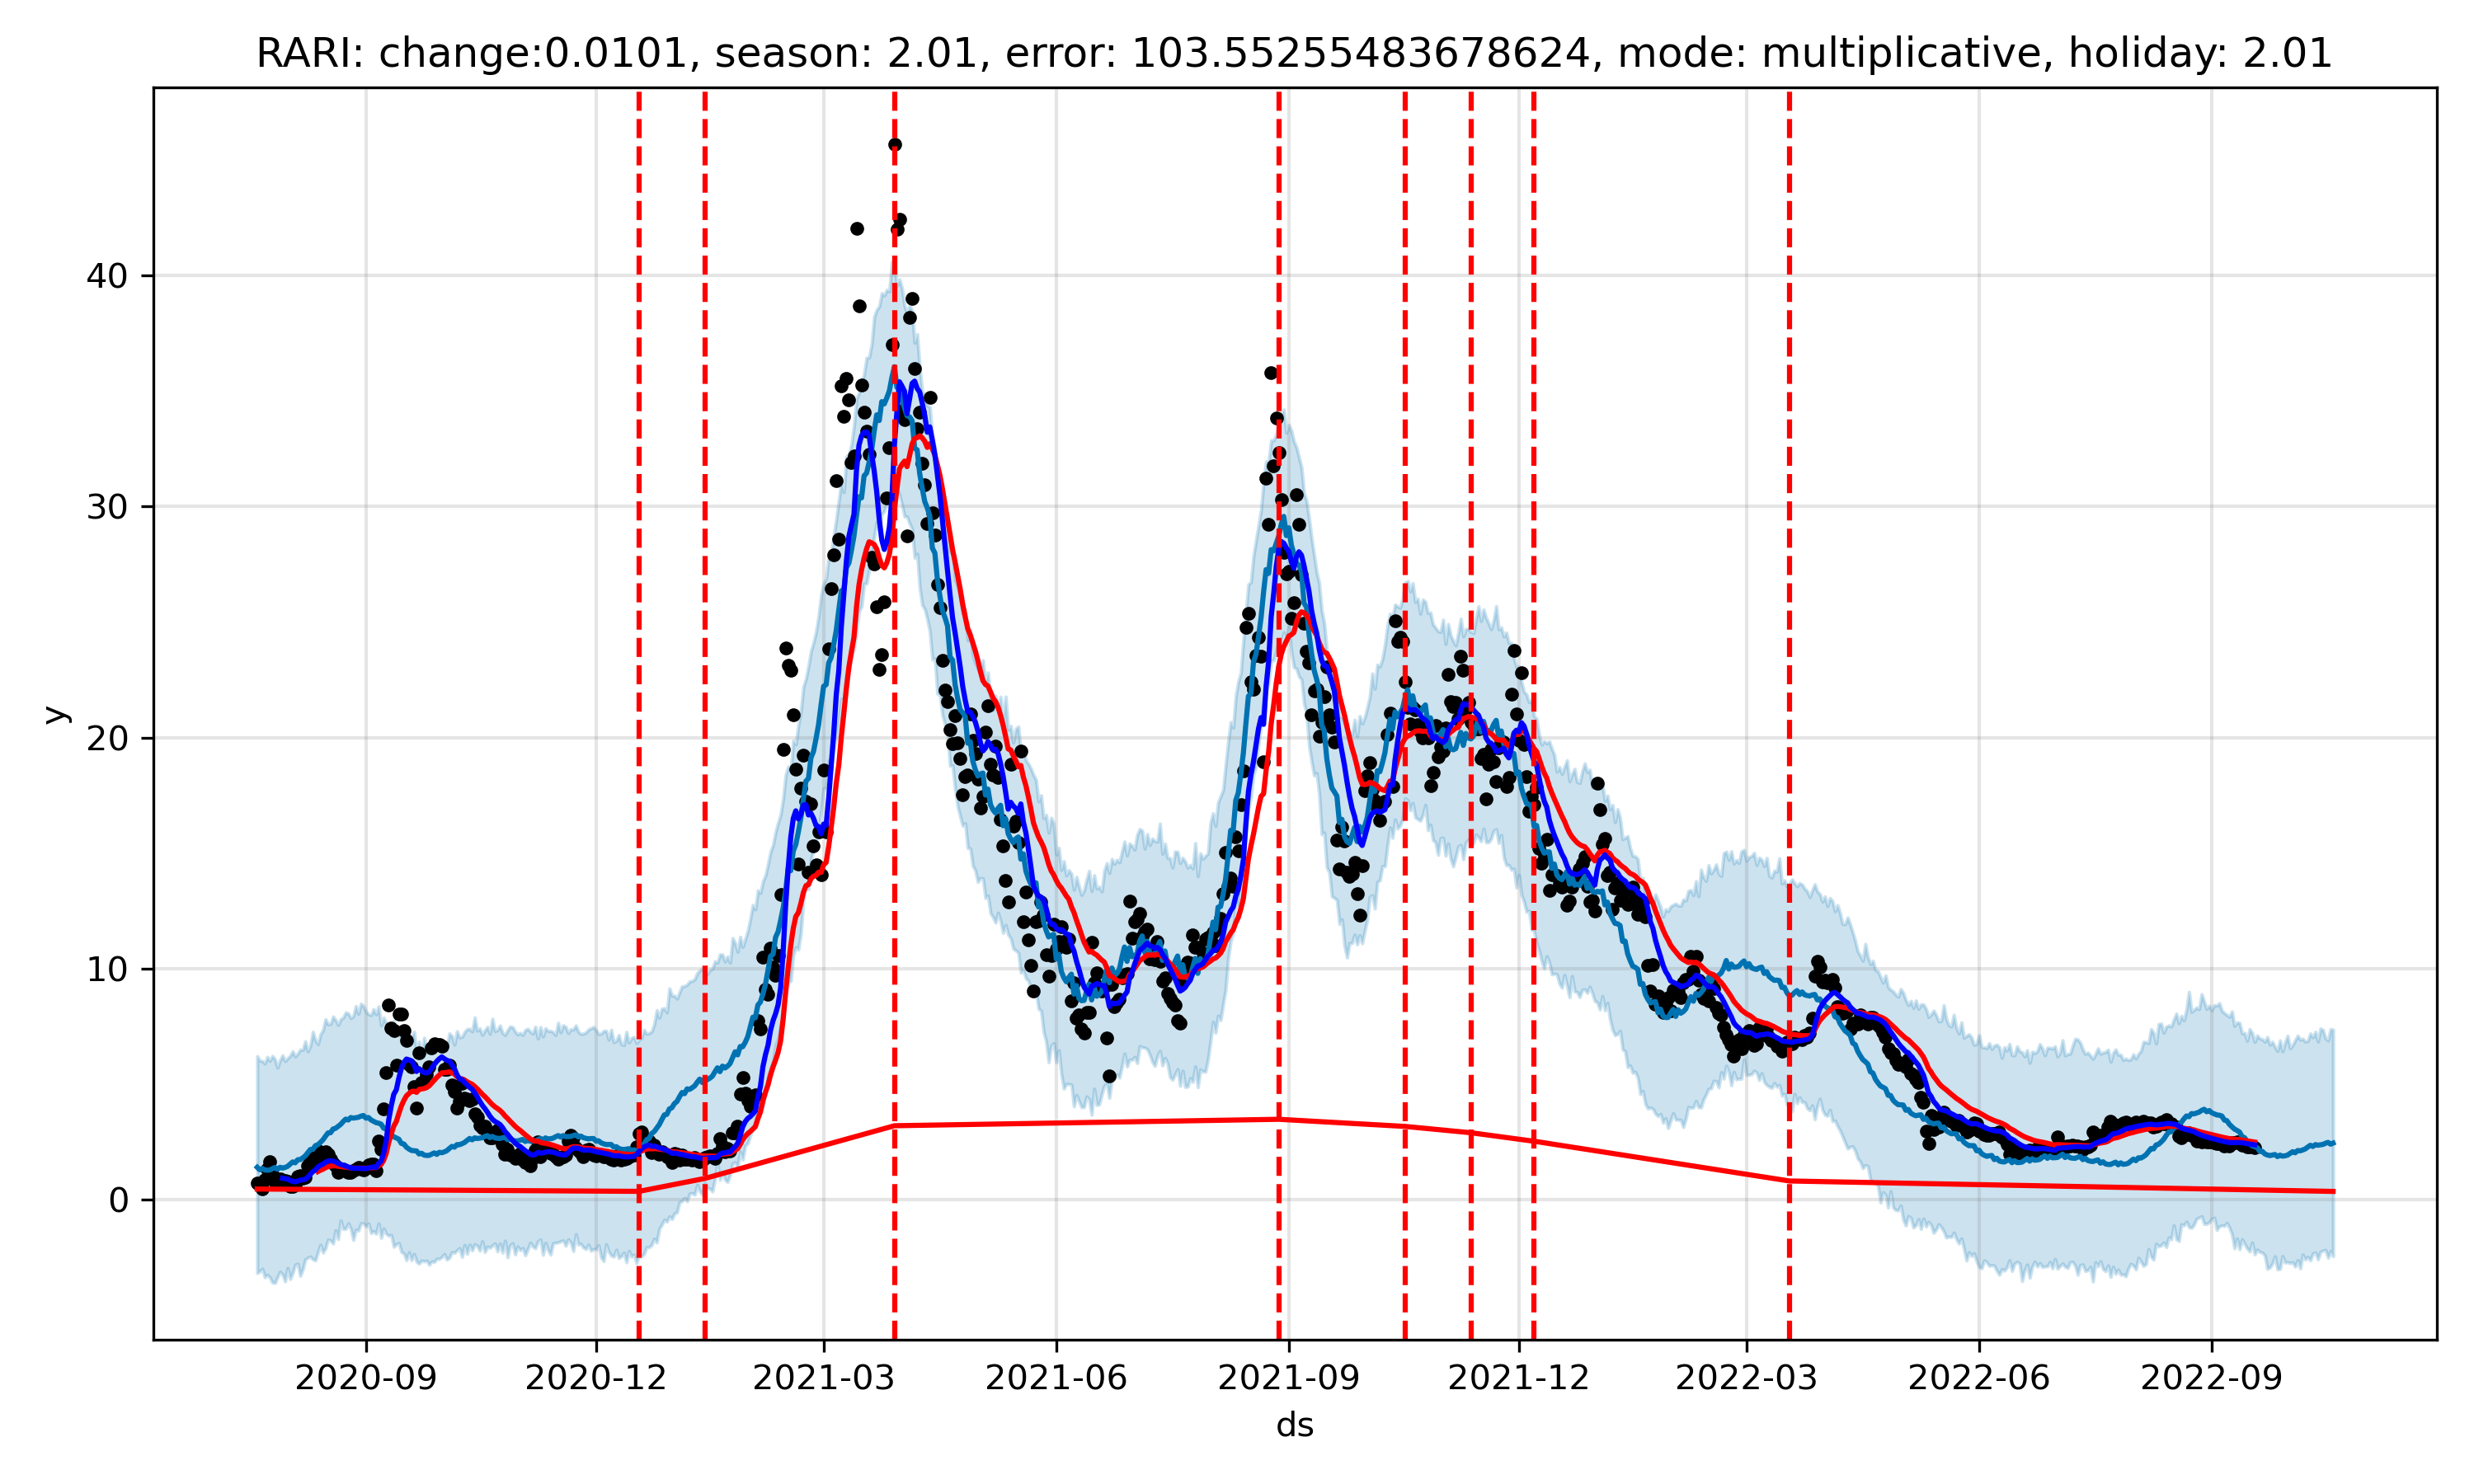 RARI: change:0.0101, season: 2.01, error: 103.55255483678624, mode: multiplicative, holiday: 2.01
40
30
20
10
0
y
2020-09 2020-12 2021-03 2021-06 2021-09 2021-12 2022-03 2022-06 2022-09
ds